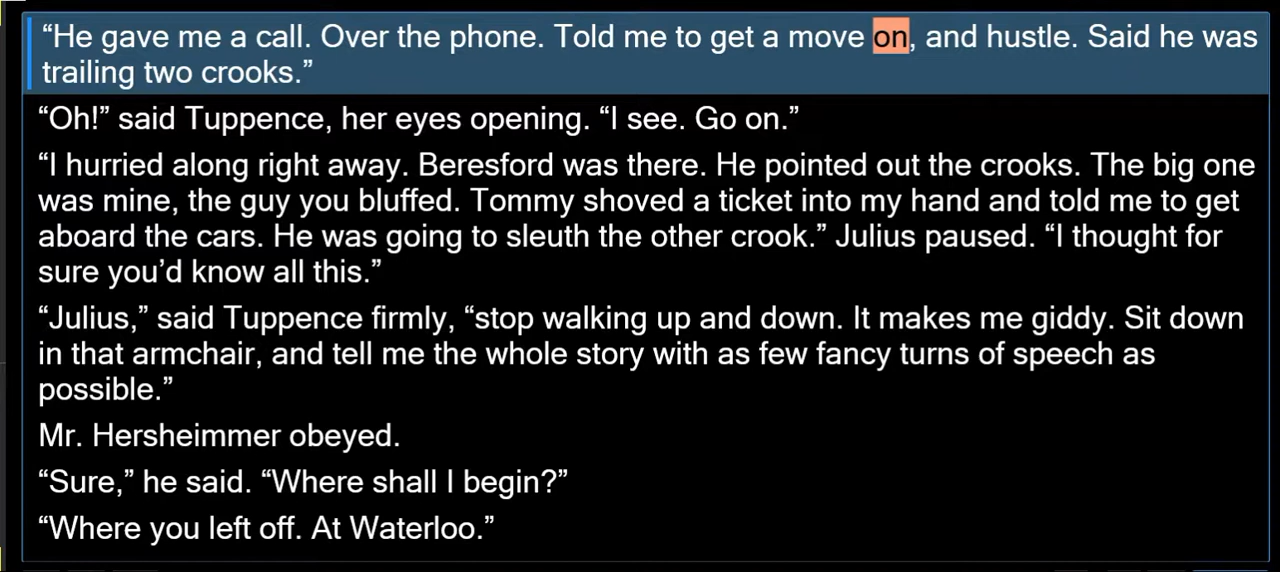 “He gave me a call. Over the phone. Told me to get a move on, and hustle. Said he was
trailing two crooks.”
“Oh!” said Tuppence, her eyes opening. “I see. Go on.”
“I hurried along right away. Beresford was there. He pointed out the crooks. The big one
was mine, the guy you bluffed. Tommy shoved a ticket into my hand and told me to get
aboard the cars. He was going to sleuth the other crook.” Julius paused. “I thought for
sure you’d know all this.”
“Julius,” said Tuppence firmly, “stop walking up and down. It makes me giddy. Sit down
in that armchair, and tell me the whole story with as few fancy turns of speech as
possible.”
Mr. Hersheimmer obeyed.
“Sure,” he said. “Where shall I begin?”
“Where you left off. At Waterloo.”